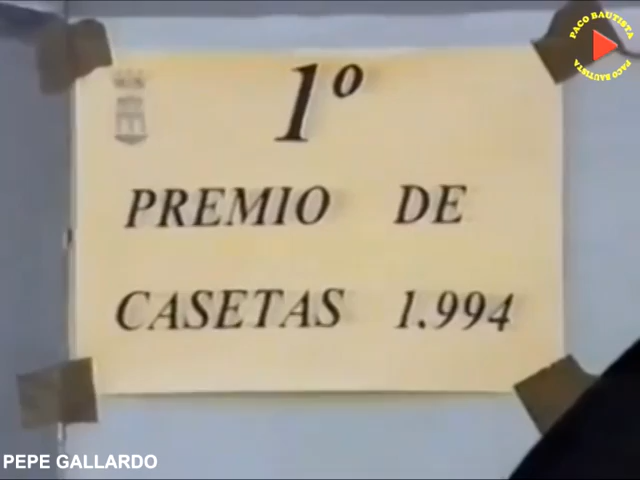 PACO BAUTISTA
PACO BAUTISTA
1º
PREMIO DE
CASETAS 1.994
PEPE GALLARDO